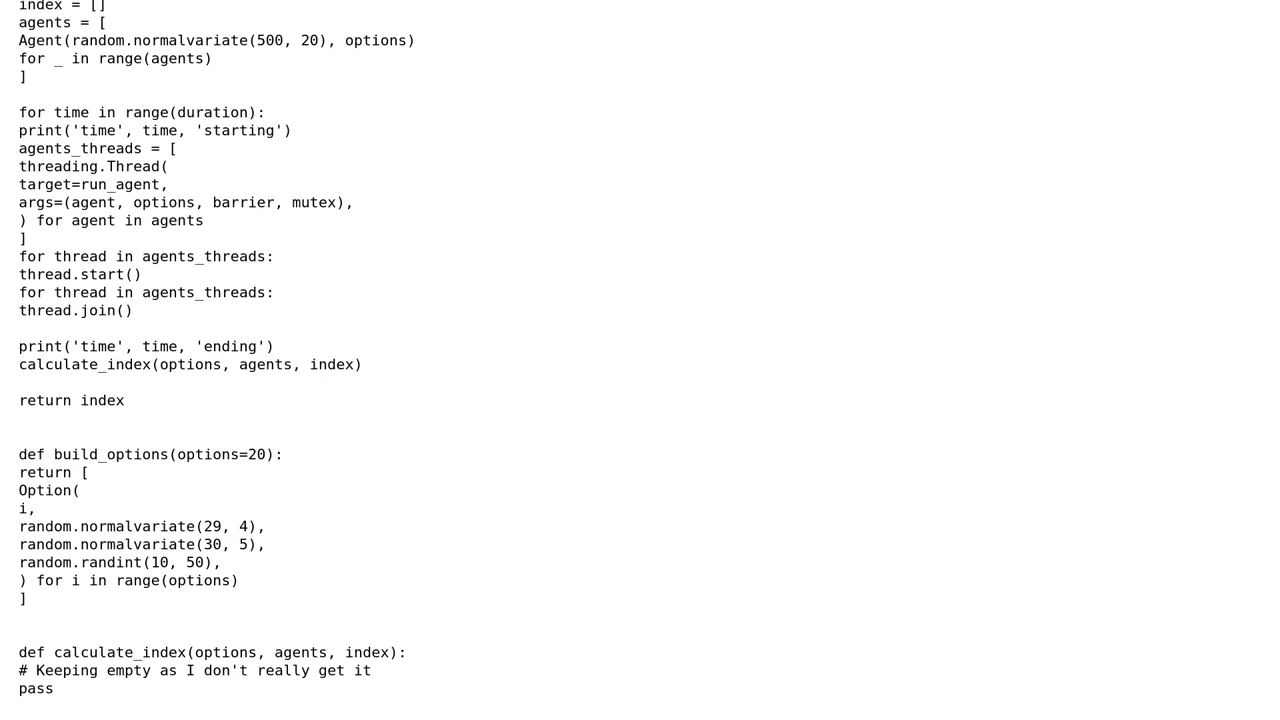 index = []
agents = [
Agent(random.normalvariate(500, 20), options)
for _ in range(agents)
]
for time in range(duration):
print('time', time, 'starting')
agents_threads = [
threading.Thread(
target=run_agent,
args=(agent, options, barrier, mutex),
) for agent in agents
]
for thread in agents_threads:
thread.start()
for thread in agents_threads:
thread.join()
print('time', time, 'ending')
calculate_index(options, agents, index)
return index
def build_options(options=20):
return [
Option(
i,
random.normalvariate(29, 4),
random.normalvariate(30, 5),
random.randint(10, 50),
) for i in range(options)
]
def calculate_index(options, agents, index):
# Keeping empty as I don't really get it
pass